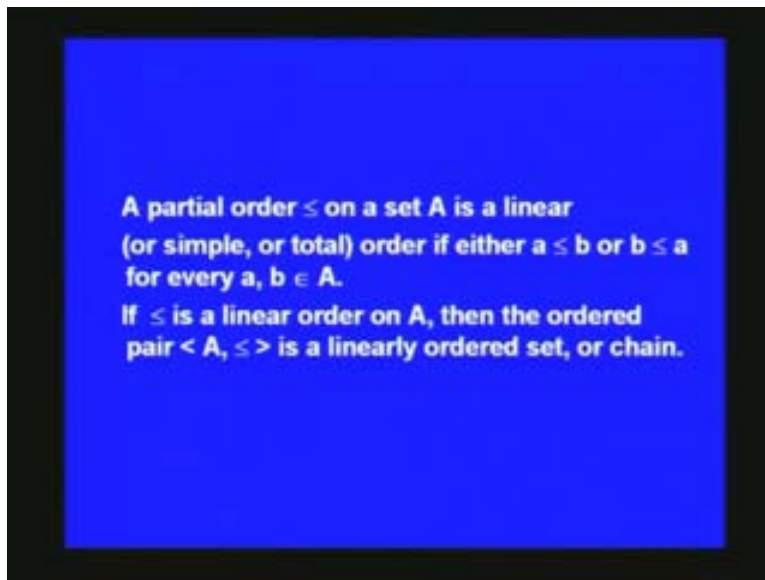 A partial order ≤ on a set A is a linear
(or simple, or total) order if either a ≤ b or b ≤ a
for every a, b ∈ A.
If ≤ is a linear order on A, then the ordered
pair < A, ≤ > is a linearly ordered set, or chain.